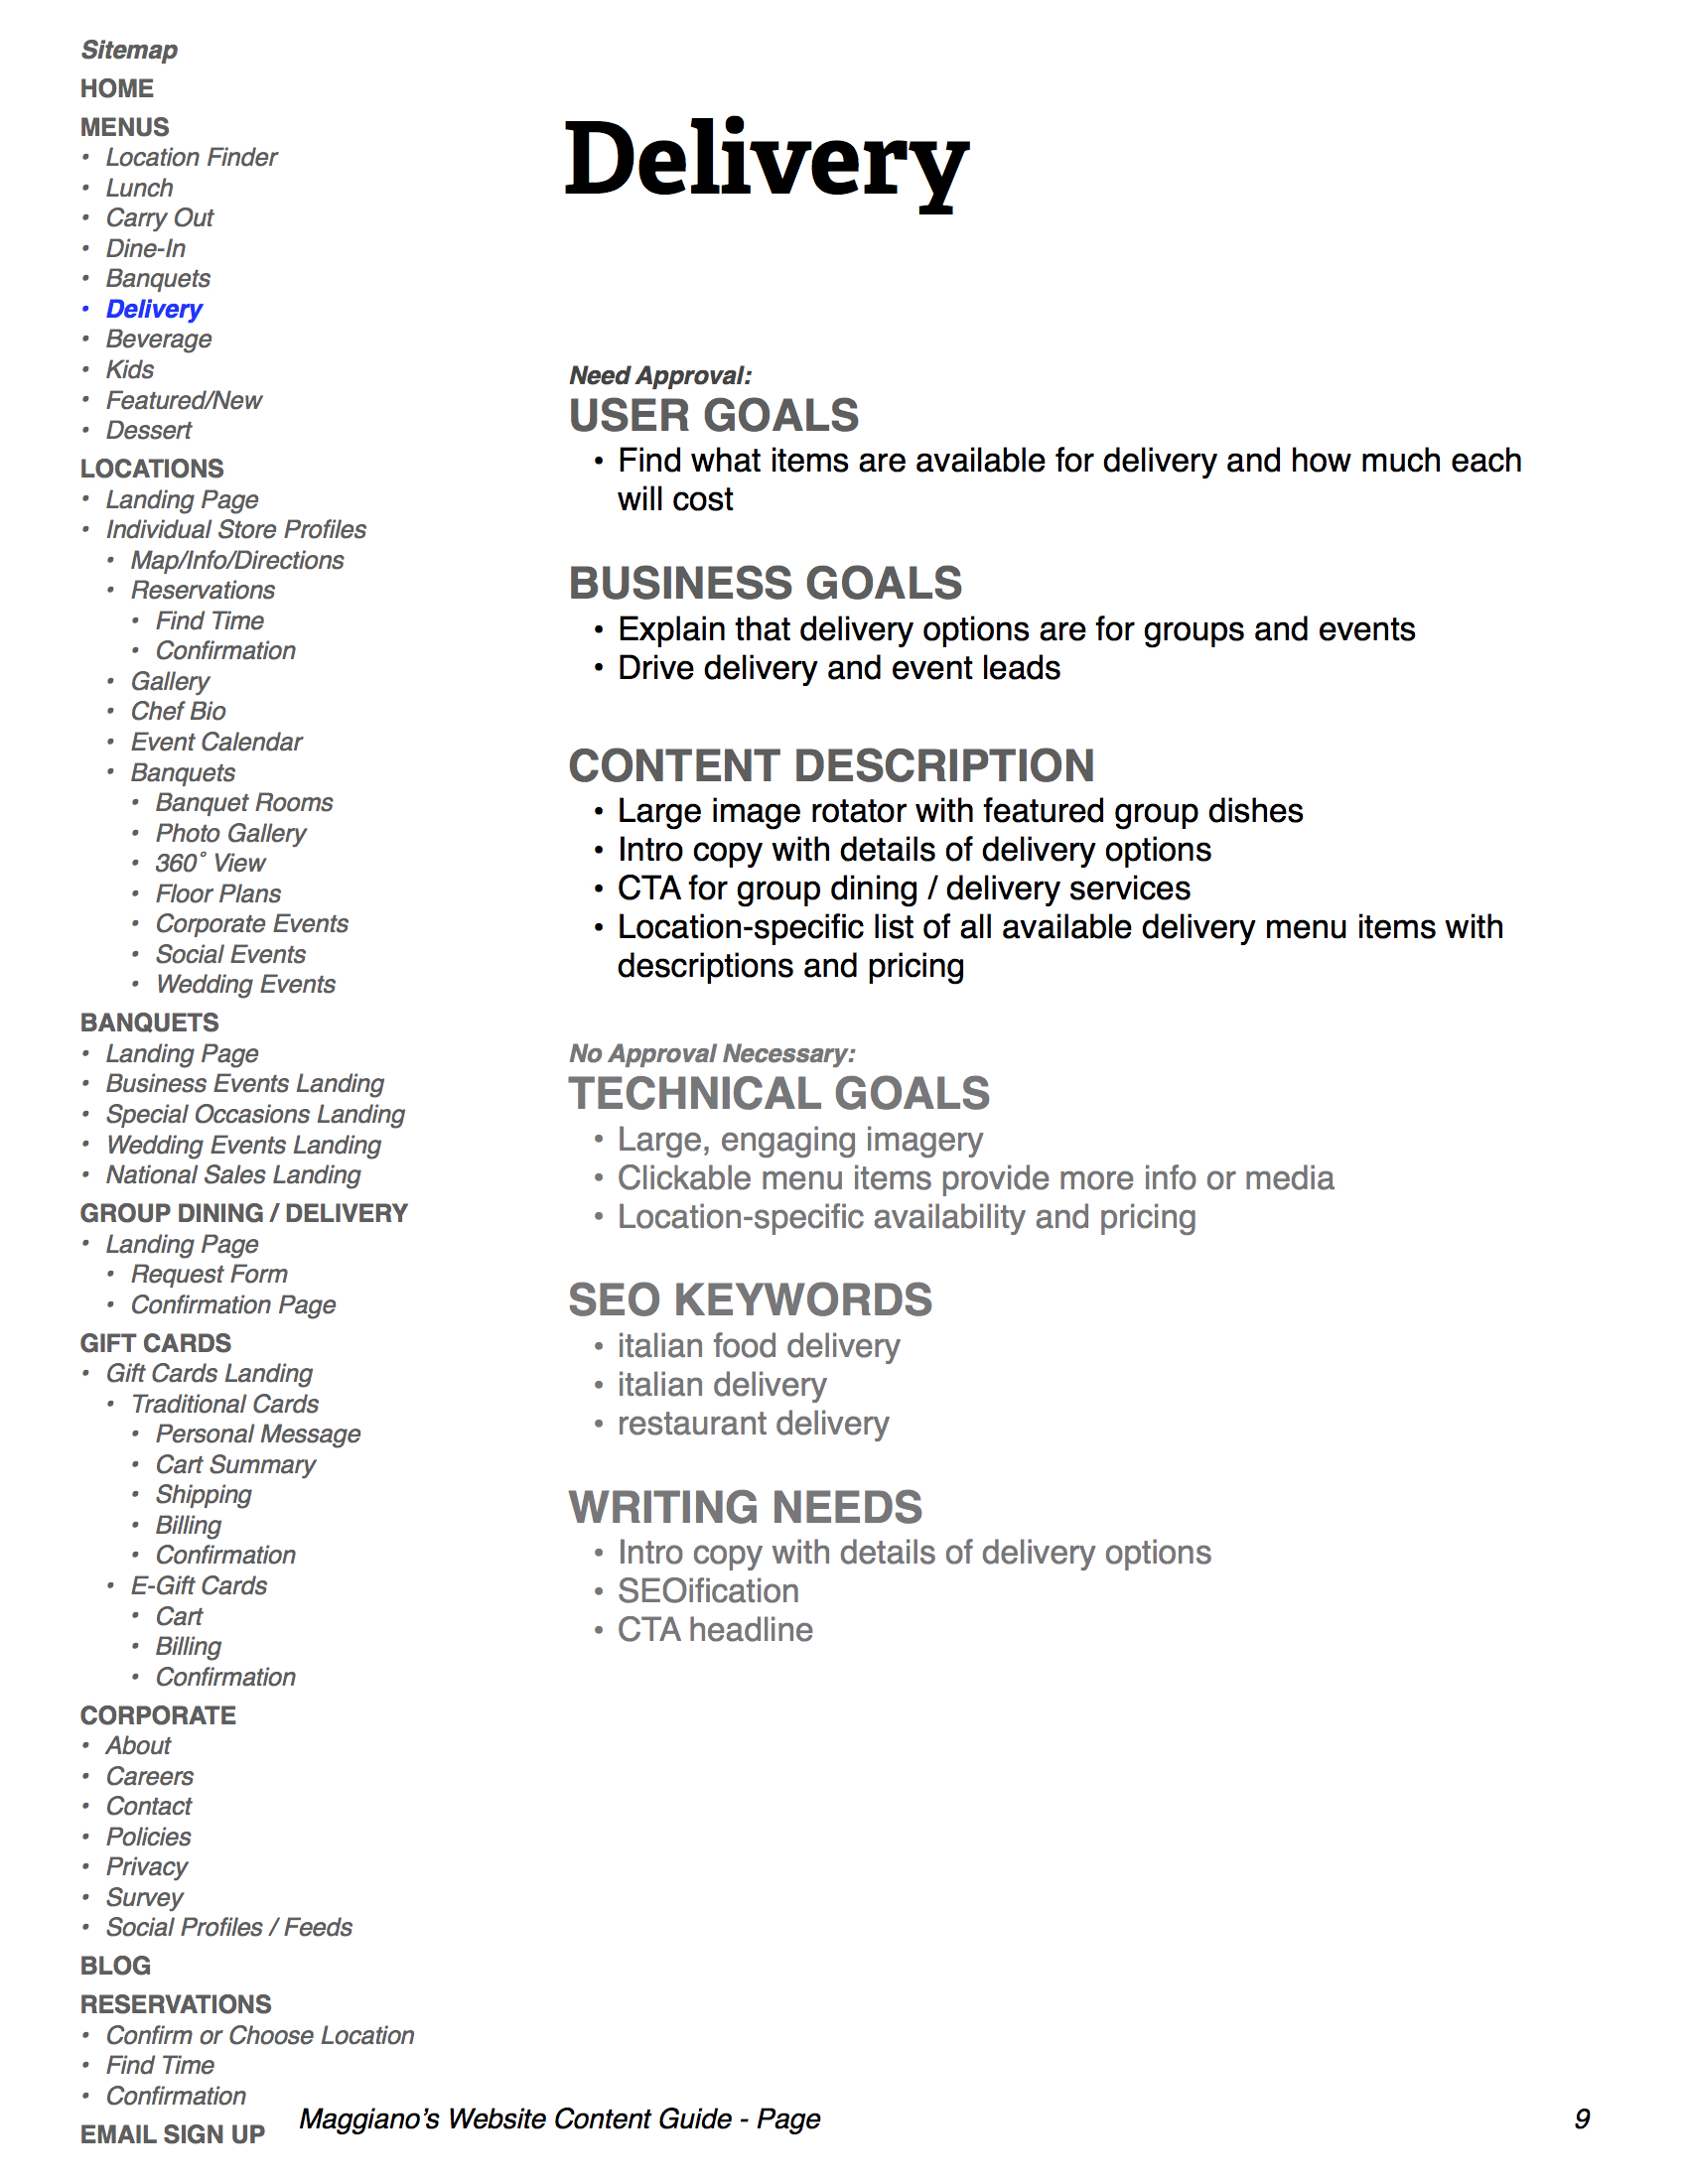 Sitemap
HOME
MENUS
• Location Finder
• Lunch
• Carry Out
• Dine-In
• Banquets
• Delivery
• Beverage
• Kids
• Featured/New
• Dessert
LOCATIONS
• Landing Page
• Individual Store Profiles
• Map/Info/Directions
• Reservations
• Find Time
• Confirmation
• Gallery
• Chef Bio
• Event Calendar
• Banquets
• Banquet Rooms
• Photo Gallery
• 360˚ View
• Floor Plans
• Corporate Events
• Social Events
• Wedding Events
BANQUETS
• Landing Page
• Business Events Landing
• Special Occasions Landing
• Wedding Events Landing
• National Sales Landing
GROUP DINING / DELIVERY
• Landing Page
• Request Form
• Confirmation Page
GIFT CARDS
• Gift Cards Landing
• Traditional Cards
• Personal Message
• Cart Summary
• Shipping
• Billing
• Confirmation
• E-Gift Cards
• Cart
• Billing
• Confirmation
CORPORATE
• About
• Careers
• Contact
• Policies
• Privacy
• Survey
• Social Profiles / Feeds
BLOG
RESERVATIONS
• Confirm or Choose Location
• Find Time
• Confirmation
EMAIL SIGN UP
Delivery
Need Approval:
USER GOALS
• Find what items are available for delivery and how much each
will cost
BUSINESS GOALS
• Explain that delivery options are for groups and events
• Drive delivery and event leads
CONTENT DESCRIPTION
• Large image rotator with featured group dishes
• Intro copy with details of delivery options
• CTA for group dining / delivery services
• Location-specific list of all available delivery menu items with
descriptions and pricing
No Approval Necessary:
TECHNICAL GOALS
• Large, engaging imagery
• Clickable menu items provide more info or media
• Location-specific availability and pricing
SEO KEYWORDS
• italian food delivery
• italian delivery
• restaurant delivery
WRITING NEEDS
• Intro copy with details of delivery options
• SEOification
• CTA headline
Maggiano’s Website Content Guide - Page 9